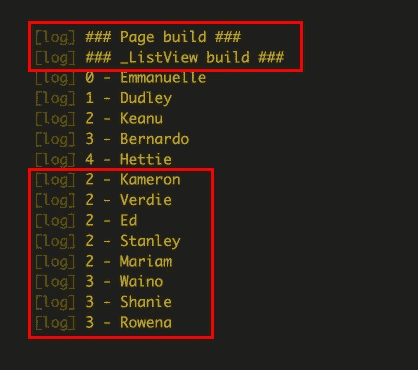 [log] ### Page build ###
[log] ### _ListView build ###
[log] 0 - Emmanuelle
[log] 1 - Dudley
[log] 2 - Keanu
[log] 3 - Bernardo
[log] 4 - Hettie
[log] 2 - Kameron
[log] 2 - Verdie
[log] 2 - Ed
[log] 2 - Stanley
[log] 2 - Mariam
[log] 3 - Waino
[log] 3 - Shanie
[log] 3 - Rowena